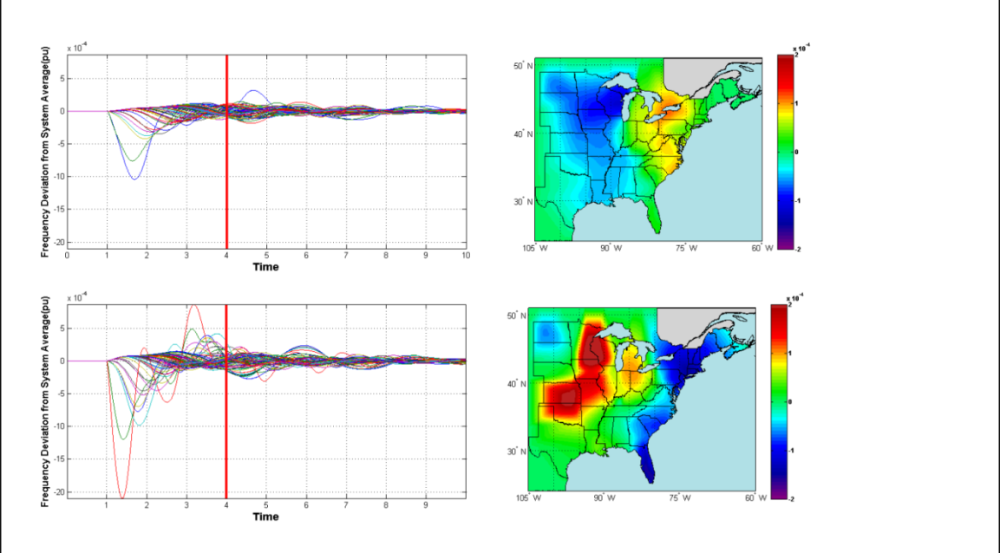 x 10⁻⁴
Frequency Deviation from System Average(pu)
5
0
-5
-10
-15
-20
0 1 2 3 4 5 6 7 8 9 10
Time
50° N
40° N
30° N
105° W 90° W 75° W 60° W
x 10⁻⁴
2
1
0
-1
-2
x 10⁻⁴
Frequency Deviation from System Average(pu)
5
0
-5
-10
-15
-20
1 2 3 4 5 6 7 8 9
Time
50° N
40° N
30° N
105° W 90° W 75° W 60° W
x 10⁻⁴
2
1
0
-1
-2